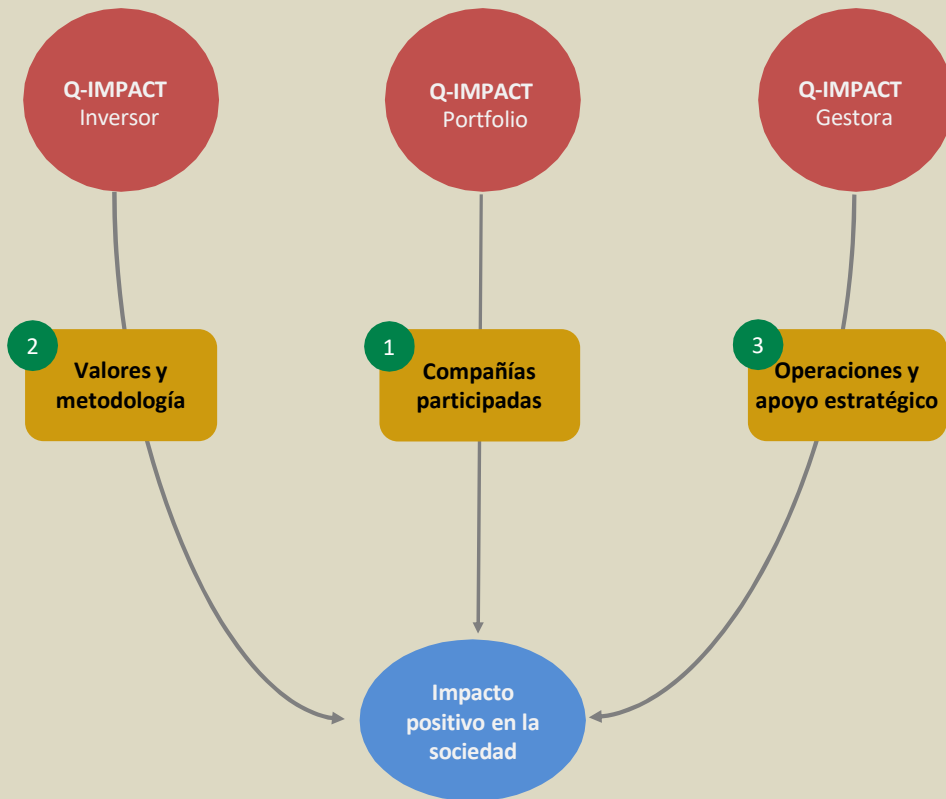 Q-IMPACT
Inversor
Q-IMPACT
Portfolio
Q-IMPACT
Gestora
2
Valores y
metodología
1
Compañías
participadas
3
Operaciones y
apoyo estratégico
Impacto
positivo en la
sociedad